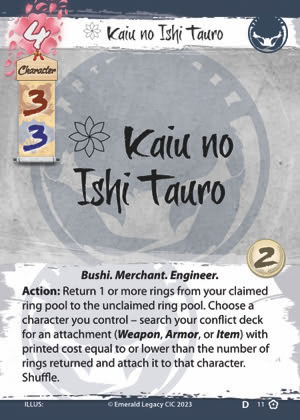 4
Kaiu no Ishi Tauro
Character
3
3
Kaiu no
Ishi Tauro
2
Bushi. Merchant. Engineer.
Action: Return 1 or more rings from your claimed
ring pool to the unclaimed ring pool. Choose a
character you control – search your conflict deck
for an attachment (Weapon, Armor, or Item) with
printed cost equal to or lower than the number of
rings returned and attach it to that character.
Shuffle.
ILLUS:
© Emerald Legacy CIC 2023
D 11